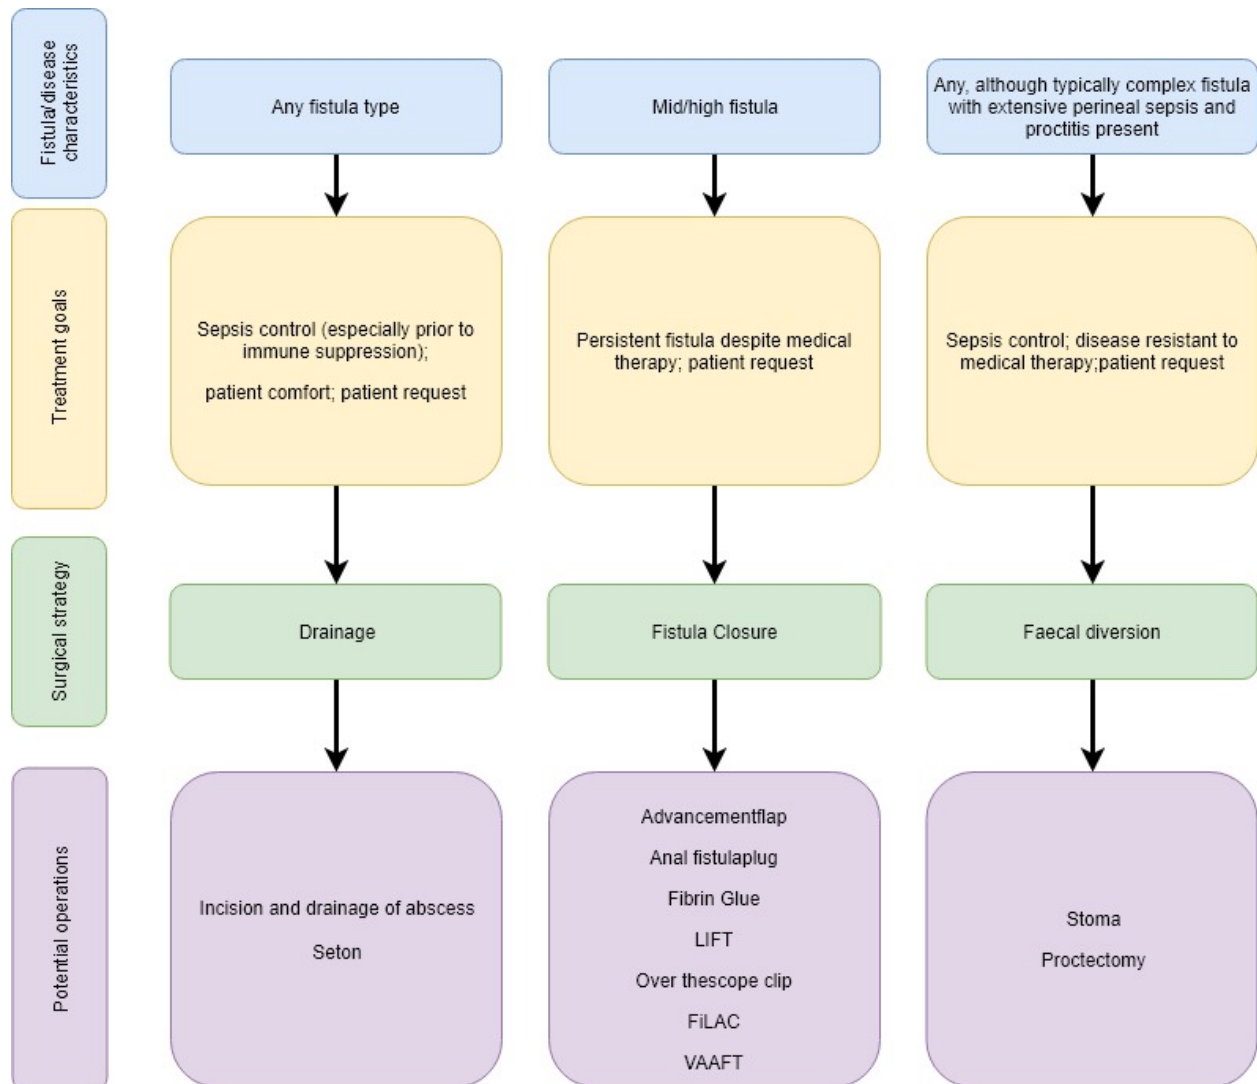 Fistula/disease
characteristics
Any fistula type
Mid/high fistula
Any, although typically complex fistula
with extensive perineal sepsis and
proctitis present
Treatment goals
Sepsis control (especially prior to
immune suppression);
patient comfort; patient request
Persistent fistula despite medical
therapy; patient request
Sepsis control; disease resistant to
medical therapy;patient request
Surgical strategy
Drainage
Fistula Closure
Faecal diversion
Potential operations
Incision and drainage of abscess
Seton
Advancementflap
Anal fistulaplug
Fibrin Glue
LIFT
Over thescope clip
FiLAC
VAAFT
Stoma
Proctectomy